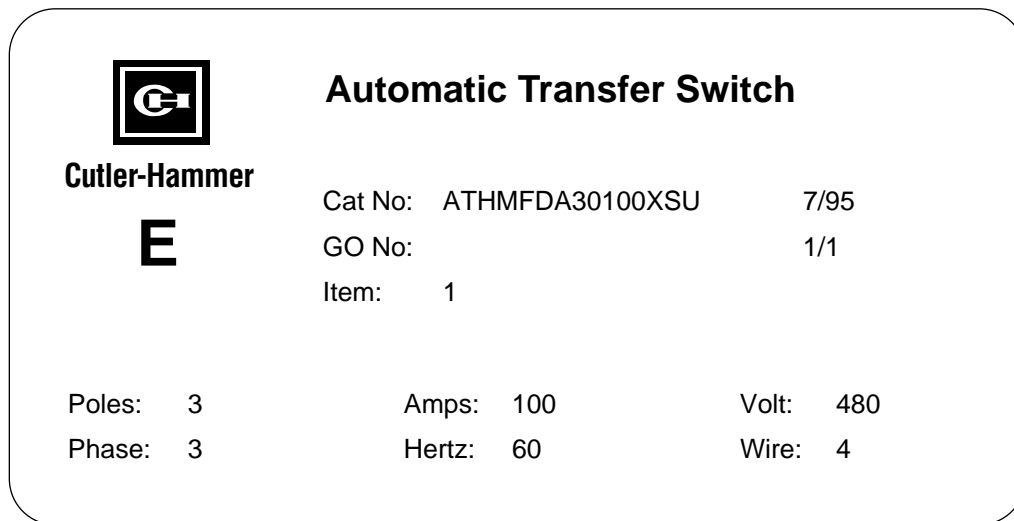 Automatic Transfer Switch
Cutler-Hammer
E
Cat No: ATHMFDA30100XSU 7/95
GO No: 1/1
Item: 1
Poles: 3 Amps: 100 Volt: 480
Phase: 3 Hertz: 60 Wire: 4